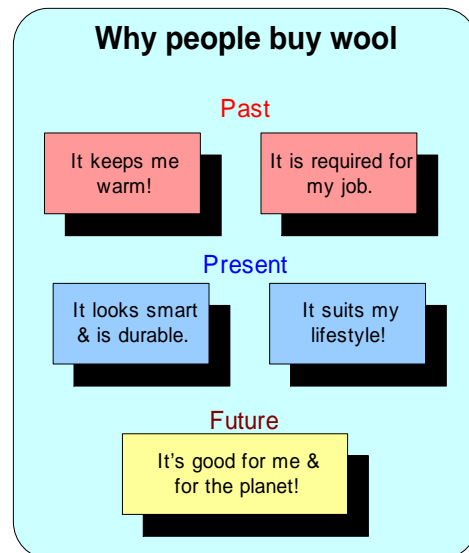 Why people buy wool
Past
It keeps me
warm!
It is required for
my job.
Present
It looks smart
& is durable.
It suits my
lifestyle!
Future
It's good for me &
for the planet!